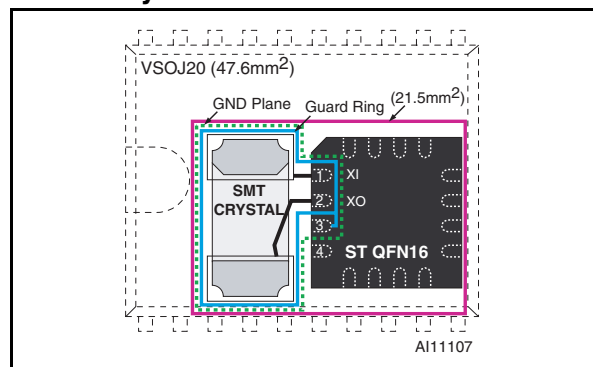 VSOJ20 (47.6mm2)
GND Plane
Guard Ring
(21.5mm2)
1
XI
SMT
CRYSTAL
2
XO
3
4
ST QFN16
AI11107